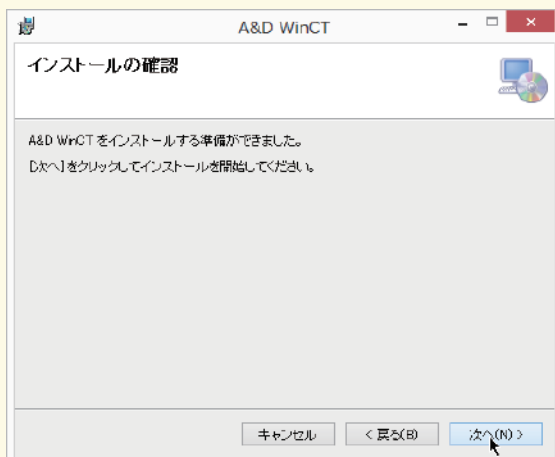 A&D WinCT
インストールの確認
A&D WinCT をインストールする準備ができました。
[次へ] をクリックしてインストールを開始してください。
キャンセル
< 戻る(B)
次へ(N) >